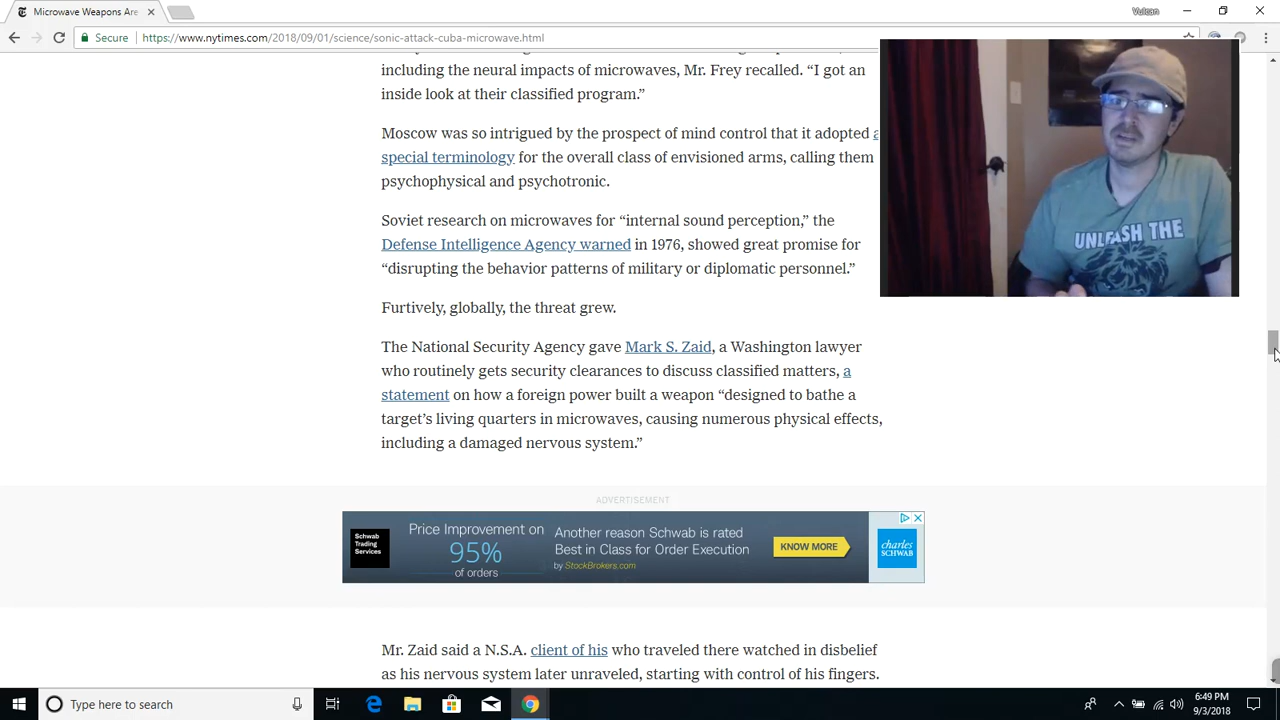 Microwave Weapons Are
Vulcan
Secure
https://www.nytimes.com/2018/09/01/science/sonic-attack-cuba-microwave.html
including the neural impacts of microwaves, Mr. Frey recalled. “I got an
inside look at their classified program.”
Moscow was so intrigued by the prospect of mind control that it adopted a
special terminology for the overall class of envisioned arms, calling them
psychophysical and psychotronic.
Soviet research on microwaves for “internal sound perception,” the
Defense Intelligence Agency warned in 1976, showed great promise for
“disrupting the behavior patterns of military or diplomatic personnel.”
Furtively, globally, the threat grew.
The National Security Agency gave Mark S. Zaid, a Washington lawyer
who routinely gets security clearances to discuss classified matters, a
statement on how a foreign power built a weapon “designed to bathe a
target’s living quarters in microwaves, causing numerous physical effects,
including a damaged nervous system.”
UNLEASH THE
ADVERTISEMENT
Schwab
Trading
Services
Price Improvement on
95%
of orders
Another reason Schwab is rated
Best in Class for Order Execution
by StockBrokers.com
KNOW MORE
charles
SCHWAB
Mr. Zaid said a N.S.A. client of his who traveled there watched in disbelief
as his nervous system later unraveled, starting with control of his fingers.
Type here to search
6:49 PM
9/3/2018